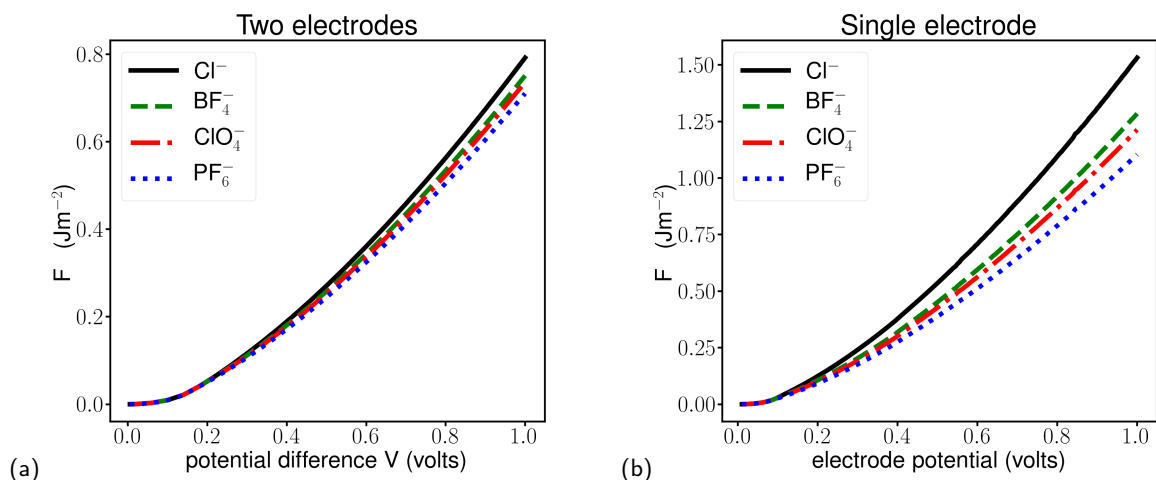 Two electrodes
0.8
0.6
0.4
0.2
0.0
F (Jm⁻²)
Cl⁻
BF₄⁻
ClO₄⁻
PF₆⁻
0.0 0.2 0.4 0.6 0.8 1.0
potential difference V (volts)
(a)
Single electrode
1.50
1.25
1.00
0.75
0.50
0.25
0.00
F (Jm⁻²)
Cl⁻
BF₄⁻
ClO₄⁻
PF₆⁻
0.0 0.2 0.4 0.6 0.8 1.0
electrode potential (volts)
(b)